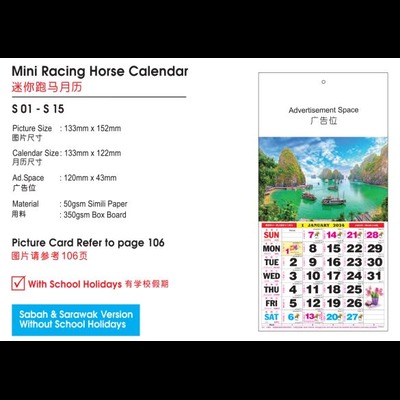 Mini Racing Horse Calendar
迷你跑马月历
S 01 - S 15
Picture Size : 133mm x 152mm
图片尺寸
Calendar Size : 133mm x 122mm
月历尺寸
Ad.Space : 120mm x 43mm
广告位
Material : 50gsm Simili Paper
用料 : 350gsm Box Board
Picture Card Refer to page 106
图片请参考106页
With School Holidays 有学校假期
Sabah & Sarawak Version
Without School Holidays
Advertisement Space
广告位
1 JANUARY
SUN 7 14 21 28
MON 1 8 15 22 29
TUE 2 9 16 23 30
WED 3 10 17 24 31
THU 4 11 18 25
FRI 5 12 19 26
SAT 6 13 20 27